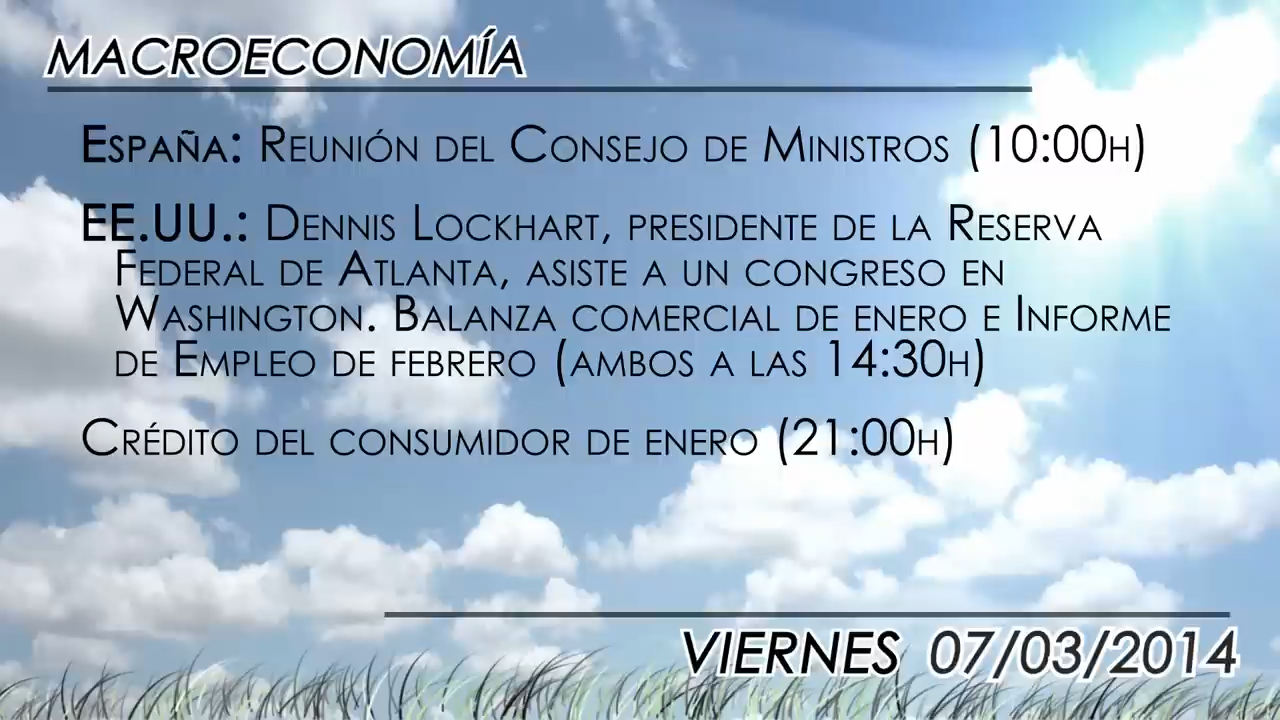 MACROECONOMÍA
España: Reunión del Consejo de Ministros (10:00h)
EE.UU.: Dennis Lockhart, presidente de la Reserva
Federal de Atlanta, asiste a un congreso en
Washington. Balanza comercial de enero e Informe
de Empleo de febrero (ambos a las 14:30h)
Crédito del consumidor de enero (21:00h)
VIERNES 07/03/2014